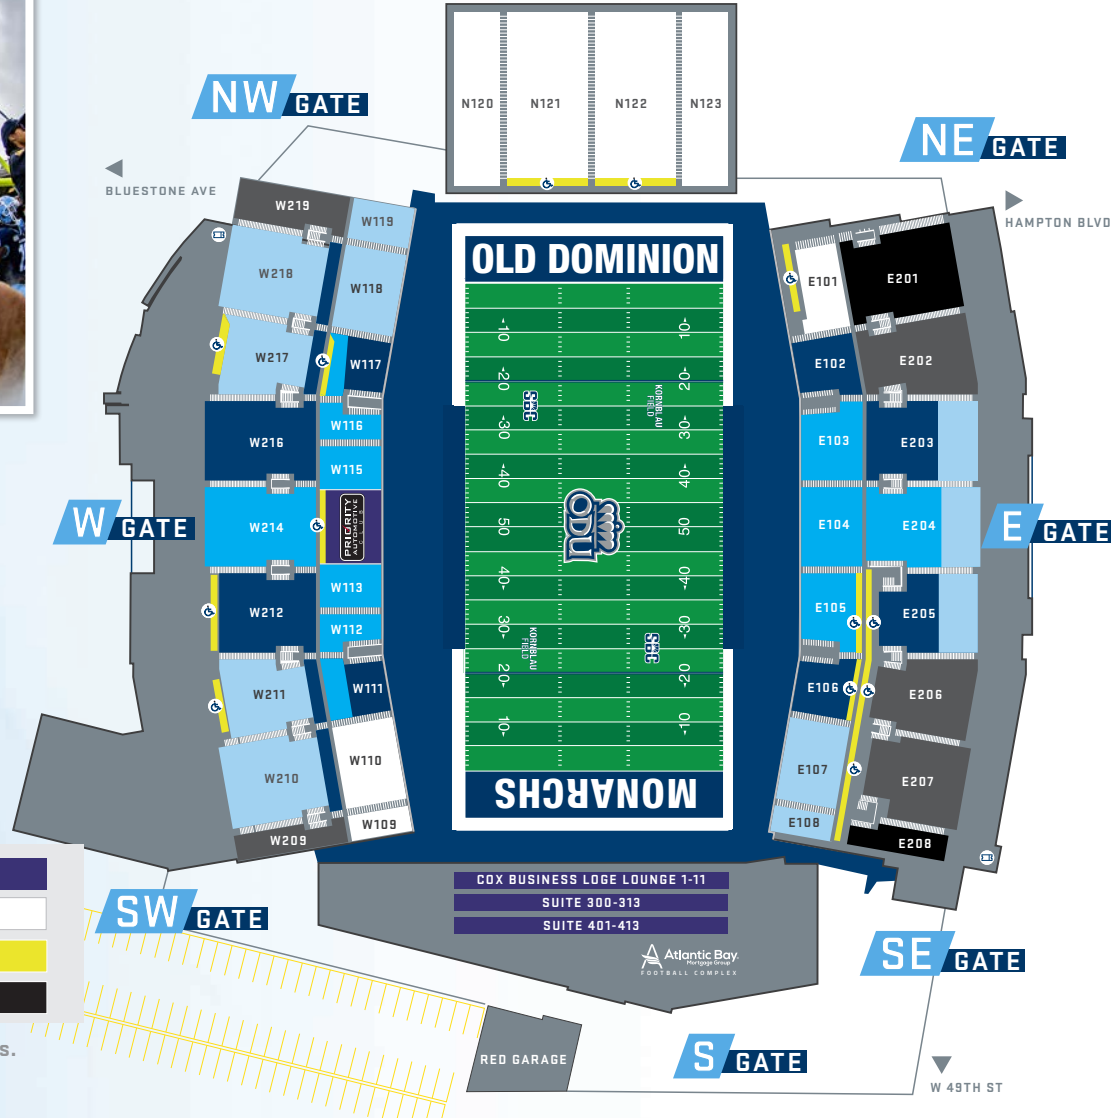 N120
N121
N122
N123
NW GATE
NE GATE
BLUESTONE AVE
HAMPTON BLVD
W219
W119
W218
W118
W217
W117
W216
W116
W115
W214
PRIORITY
AUTOMOTIVE
CLUB
W113
W212
W112
W211
W111
W210
W110
W209
W109
OLD DOMINION
10
10
20
20
SBC
KORNBLAU
FIELD
30
30
40
40
50
50
ODU
40
40
30
30
KORNBLAU
FIELD
SBC
20
20
10
10
MONARCHS
E101
E201
E102
E202
E103
E203
E104
E204
E105
E205
E106
E206
E107
E207
E108
E208
W GATE
E GATE
COX BUSINESS LOGE LOUNGE 1-11
SUITE 300-313
SUITE 401-413
Atlantic Bay
Mortgage Group
FOOTBALL COMPLEX
SW GATE
SE GATE
s.
RED GARAGE
S GATE
W 49TH ST